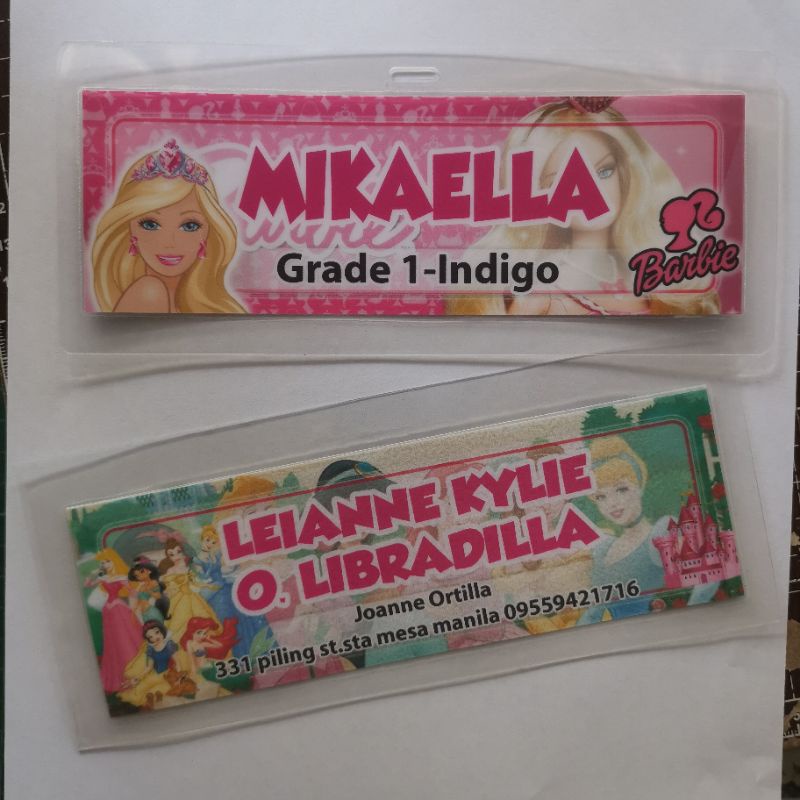 MIKAELLA
Grade 1-Indigo
Barbie
LEIANNE KYLIE
O. LIBRADILLA
Joanne Ortilla
331 piling st.sta mesa manila 09559421716